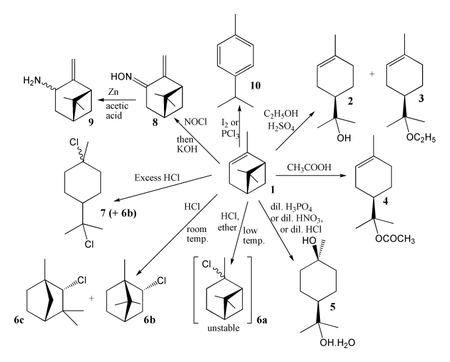 H₂N
HON
10
Zn
acetic
acid
9
8
NOCl
then
KOH
I₂ or
PCl₃
C₂H₅OH
H₂SO₄
2
OH
+
3
OC₂H₅
Cl
Excess HCl
1
CH₃COOH
4
OCOCH₃
7 (+ 6b)
Cl
HCl
room
temp.
HCl,
ether
low
temp.
dil. H₃PO₄
or dil. HNO₃,
or dil. HCl
HO
Cl
6c
+
Cl
6b
Cl
unstable
6a
5
OH.H₂O